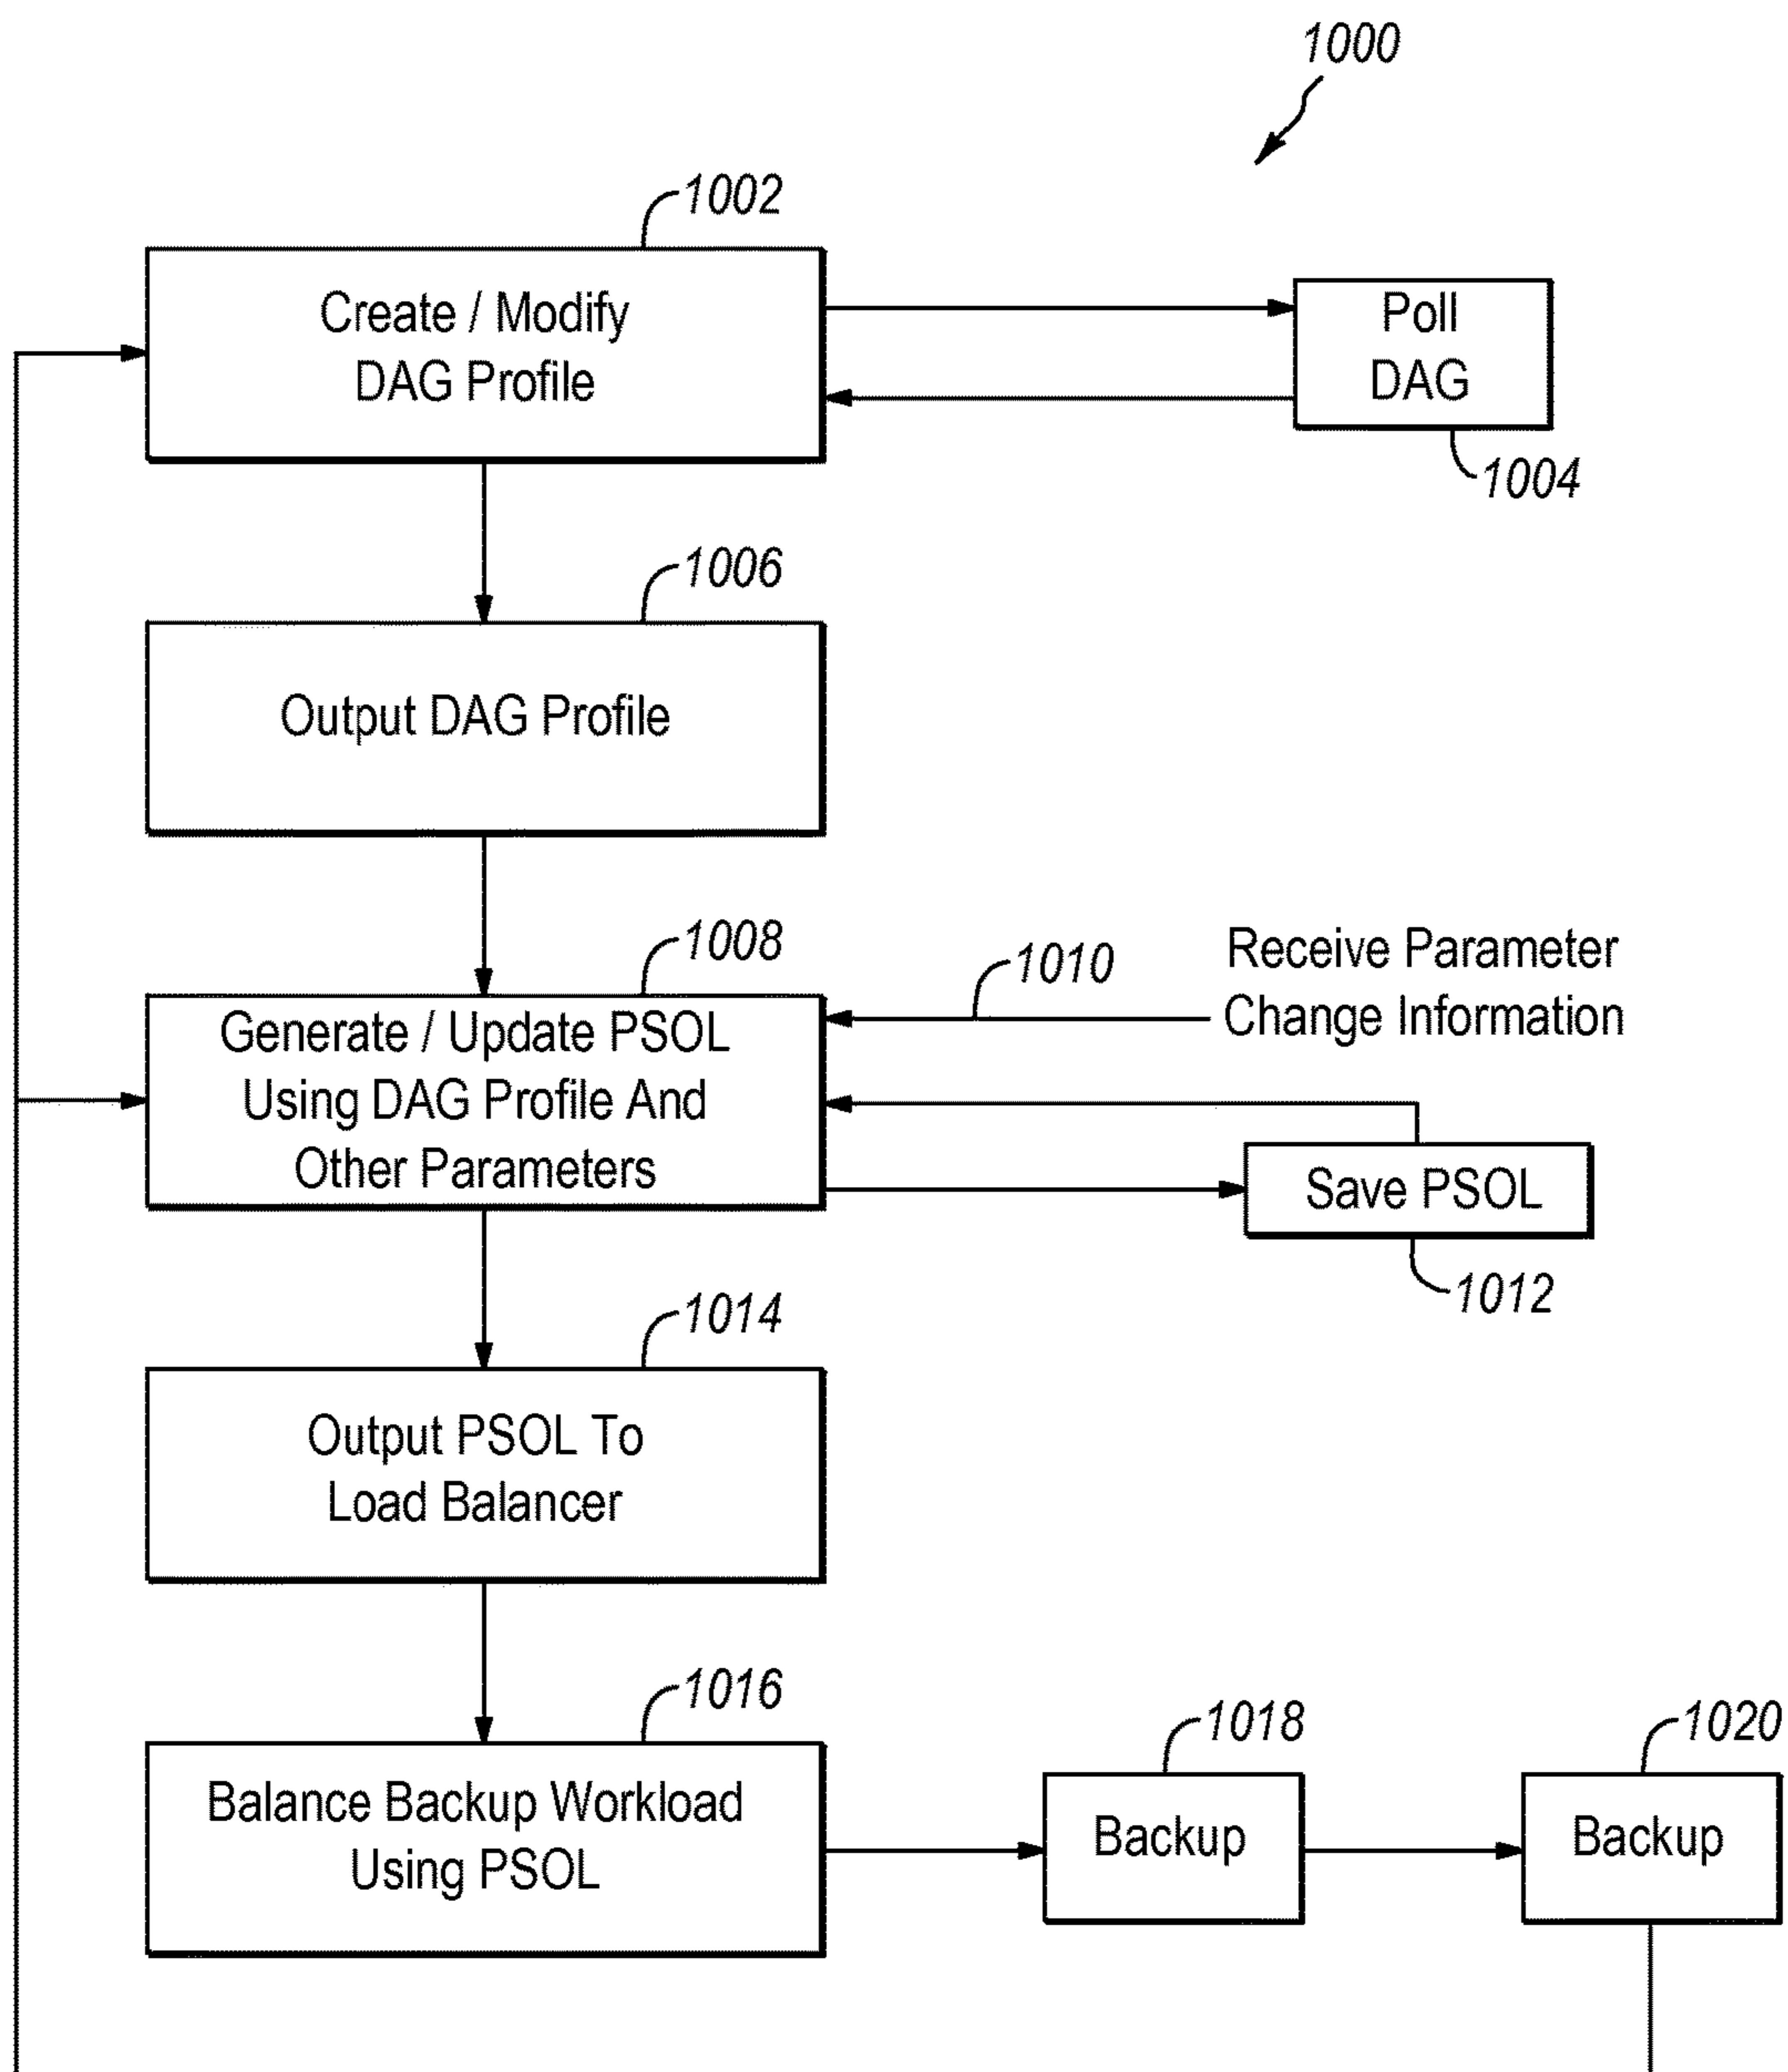 1000
1002
Create / Modify
DAG Profile
Poll
DAG
1004
1006
Output DAG Profile
1008
1010
Receive Parameter
Change Information
Generate / Update PSOL
Using DAG Profile And
Other Parameters
Save PSOL
1012
1014
Output PSOL To
Load Balancer
1016
Balance Backup Workload
Using PSOL
1018
Backup
1020
Backup